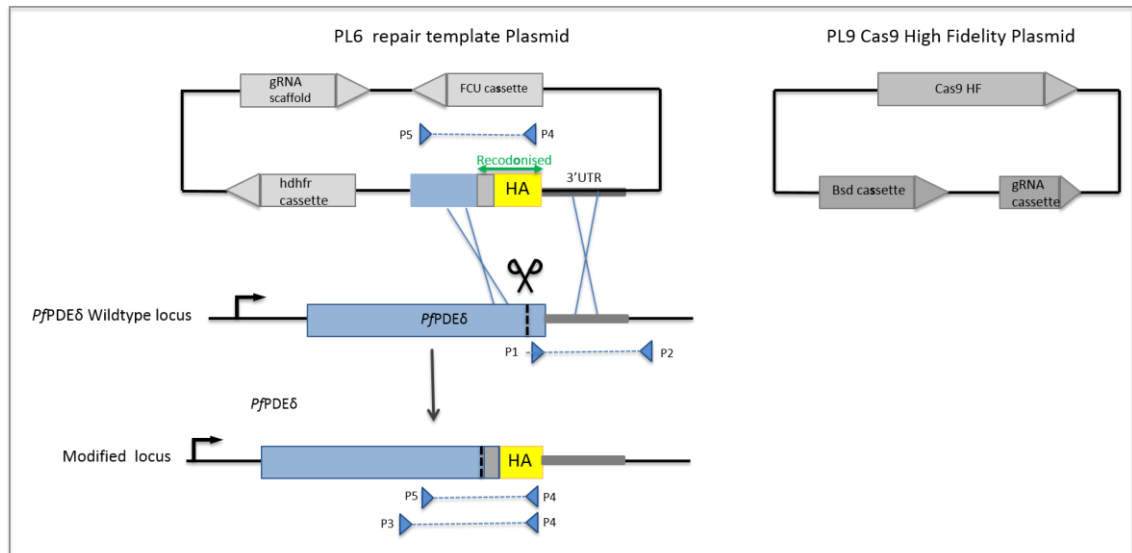 PL6 repair template Plasmid
PL9 Cas9 High Fidelity Plasmid
gRNA
scaffold
FCU cassette
Cas9 HF
P5
P4
Recodonised
hdhfr
cassette
HA
3'UTR
Bsd cassette
gRNA
cassette
PfPDEδ Wildtype locus
PfPDEδ
P1
P2
PfPDEδ
Modified locus
HA
P5
P4
P3
P4